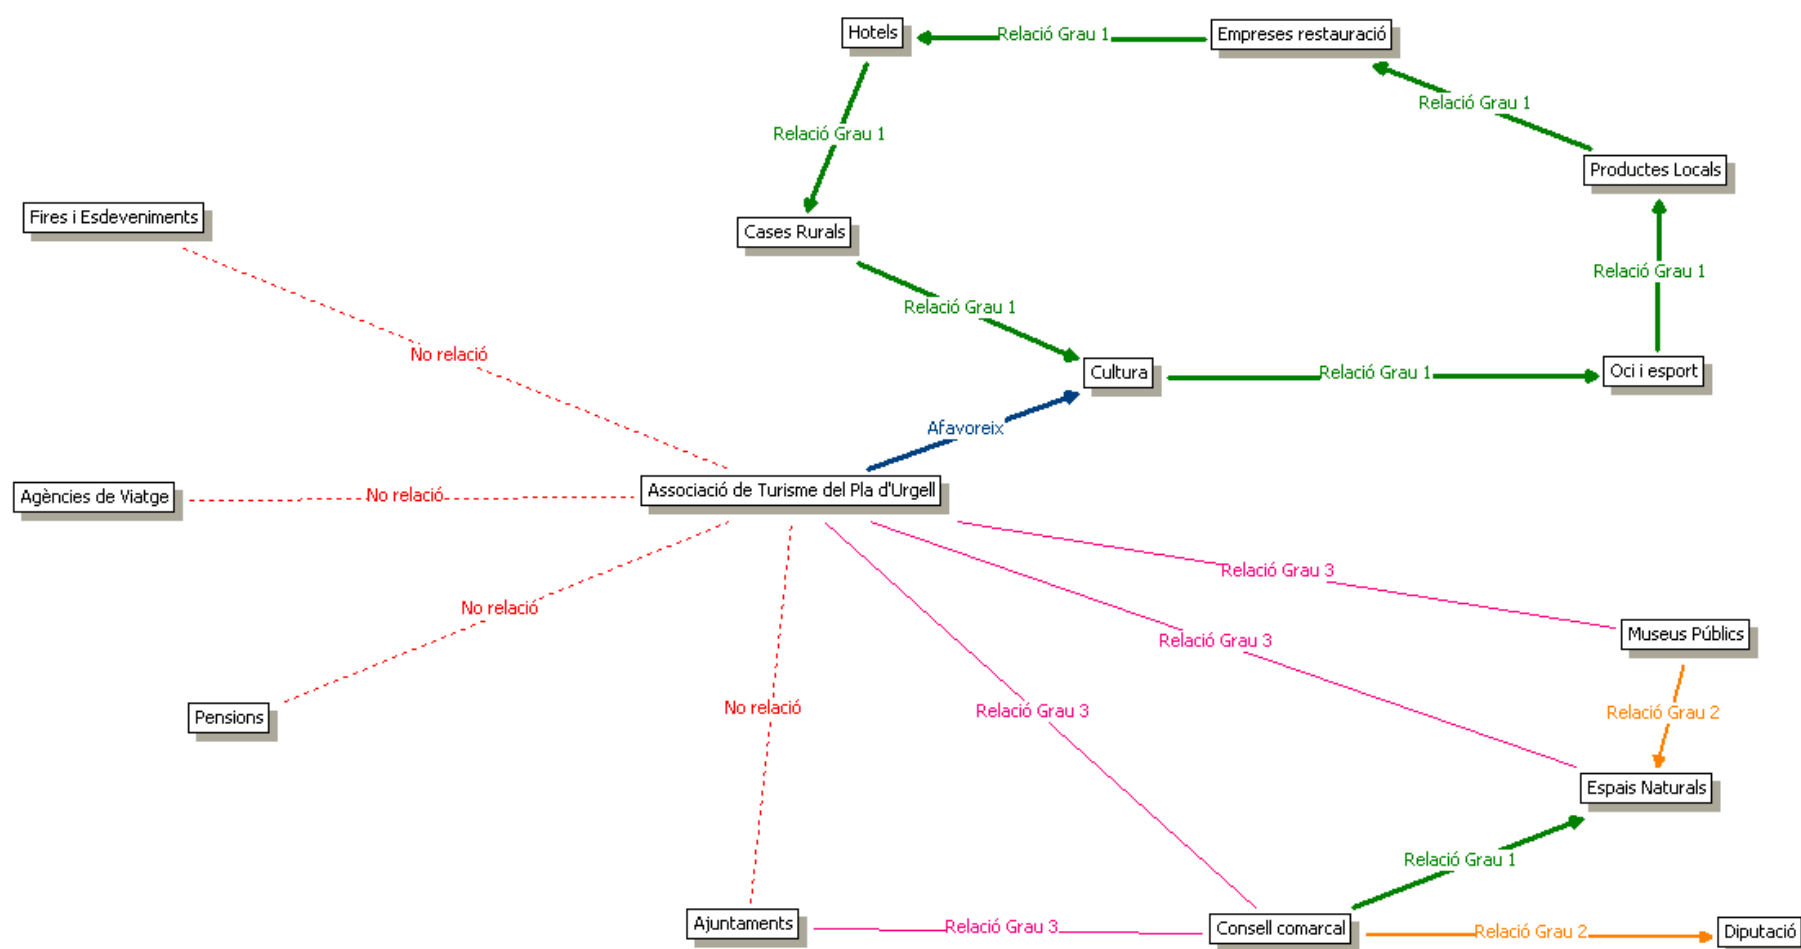 Hotels
Relació Grau 1
Empreses restauració
Relació Grau 1
Relació Grau 1
Productes Locals
Fires i Esdeveniments
Cases Rurals
Relació Grau 1
Relació Grau 1
No relació
Cultura
Relació Grau 1
Oci i esport
Afavoreix
Agències de Viatge
No relació
Associació de Turisme del Pla d'Urgell
Relació Grau 3
No relació
Relació Grau 3
Museus Públics
Pensions
No relació
Relació Grau 3
Relació Grau 2
Espais Naturals
Relació Grau 1
Ajuntaments
Relació Grau 3
Consell comarcal
Relació Grau 2
Diputació